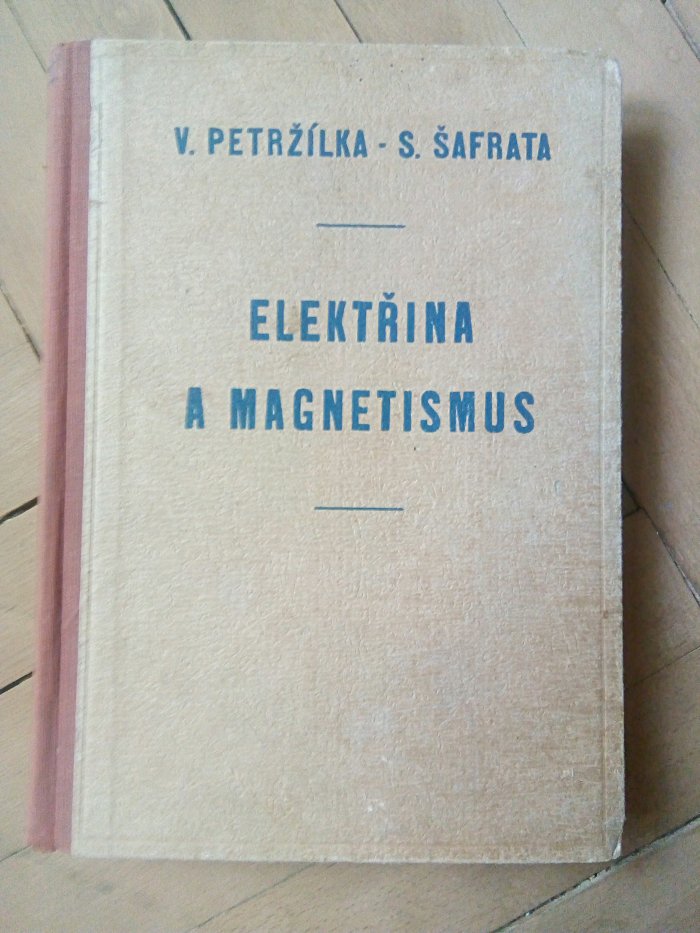 V. PETRŽÍLKA - S. ŠAFRATA
ELEKTŘINA
A MAGNETISMUS